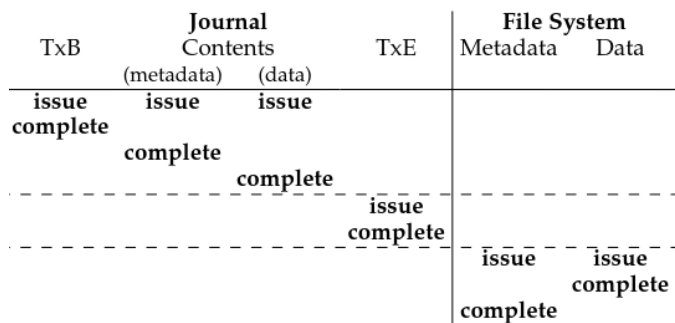 Journal File System
TxB Contents TxE Metadata Data
(metadata) (data)
issue issue issue
complete
complete
complete
issue
complete
issue issue
complete
complete